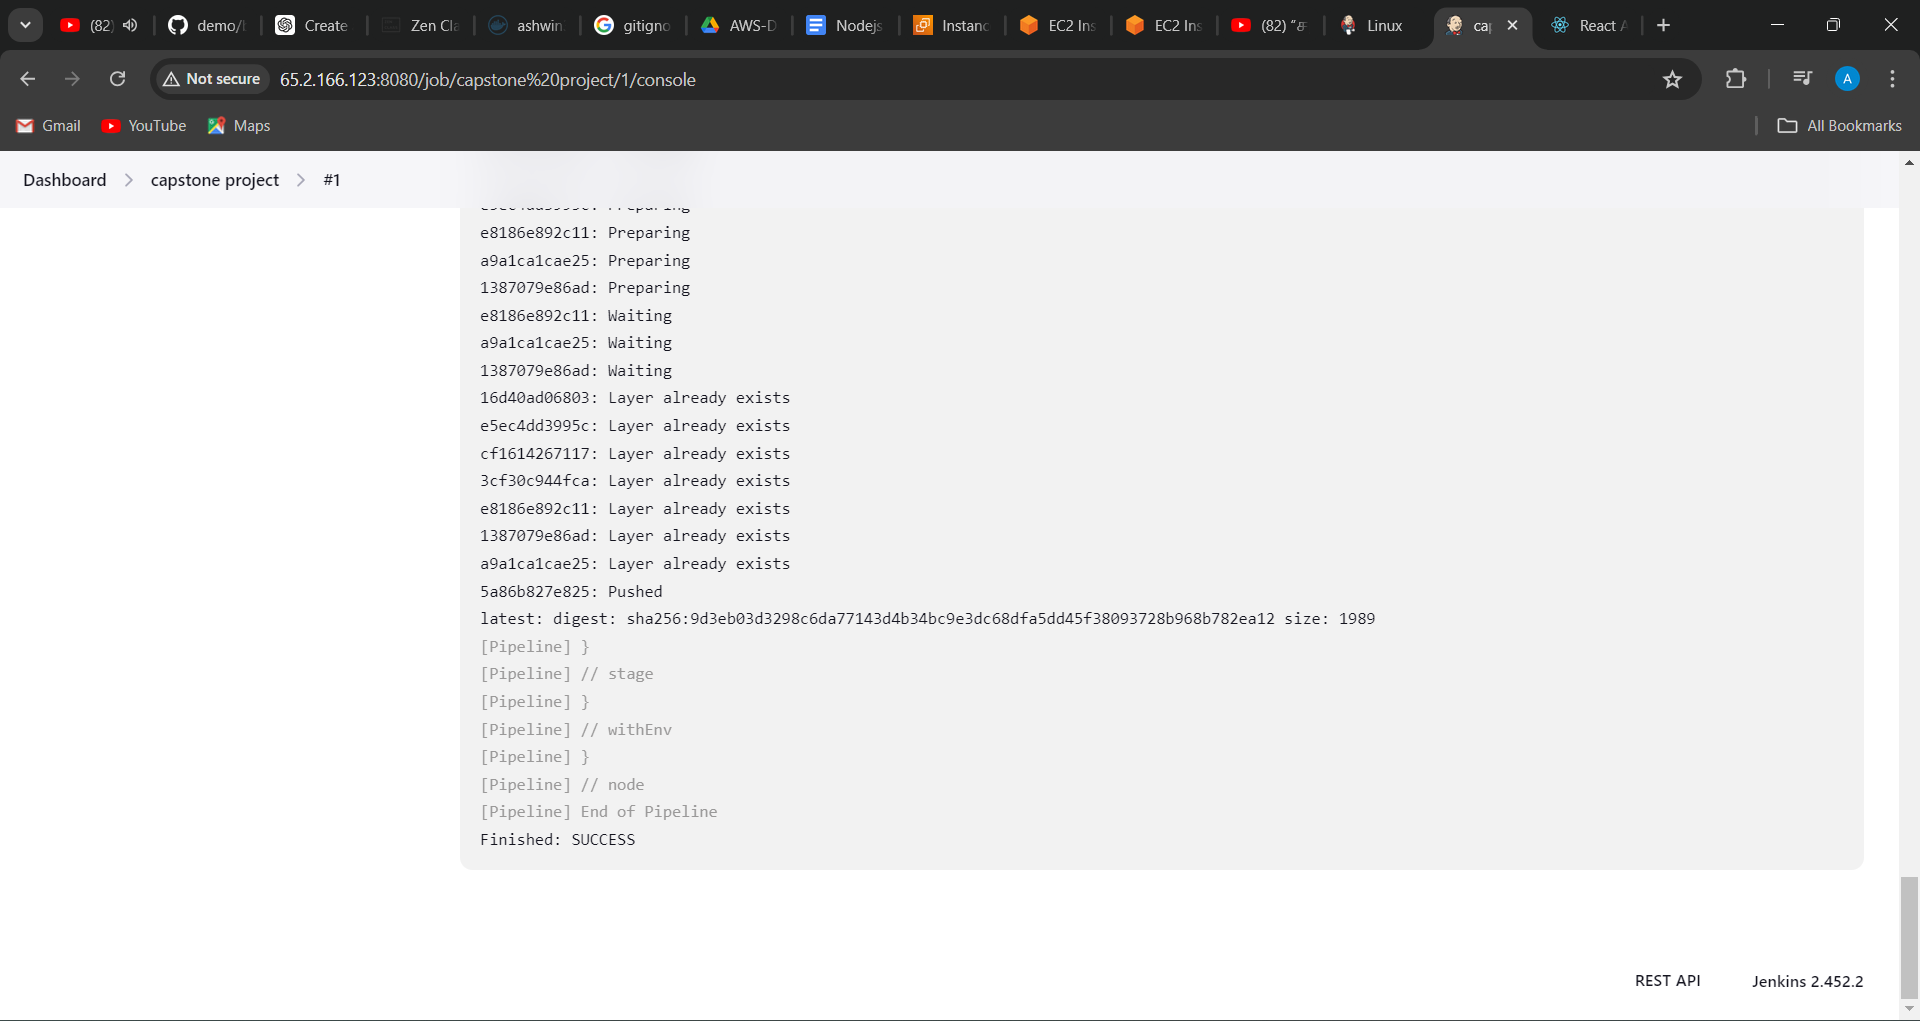 (82)
demo/
Create
Zen Cla
ashwin
gitigno
AWS-D
Nodejs
Instanc
EC2 Ins
EC2 Ins
(82)
Linux
cap
React A
Not secure
65.2.166.123:8080/job/capstone%20project/1/console
A
Gmail
YouTube
Maps
All Bookmarks
Dashboard
capstone project
#1
e8186e892c11: Preparing
a9a1ca1cae25: Preparing
1387079e86ad: Preparing
e8186e892c11: Waiting
a9a1ca1cae25: Waiting
1387079e86ad: Waiting
16d40ad06803: Layer already exists
e5ec4dd3995c: Layer already exists
cf1614267117: Layer already exists
3cf30c944fca: Layer already exists
e8186e892c11: Layer already exists
1387079e86ad: Layer already exists
a9a1ca1cae25: Layer already exists
5a86b827e825: Pushed
latest: digest: sha256:9d3eb03d3298c6da77143d4b34bc9e3dc68dfa5dd45f38093728b968b782ea12 size: 1989
[Pipeline] }
[Pipeline] // stage
[Pipeline] }
[Pipeline] // withEnv
[Pipeline] }
[Pipeline] // node
[Pipeline] End of Pipeline
Finished: SUCCESS
REST API
Jenkins 2.452.2